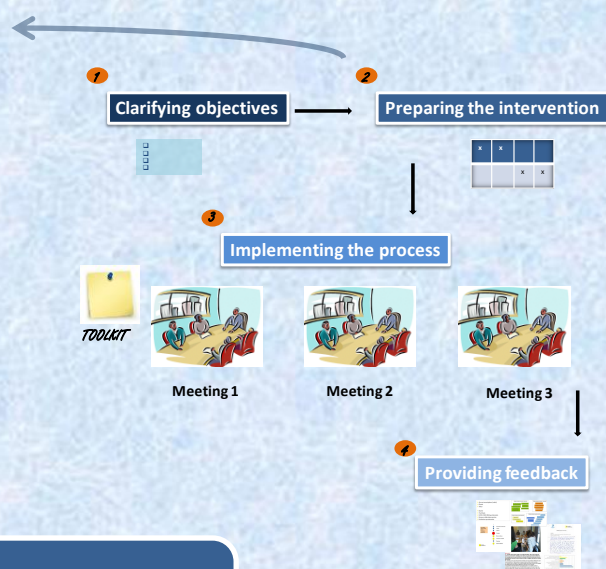 1
2
Clarifying objectives
Preparing the intervention
x x
x x
3
Implementing the process
TOOLKIT
Meeting 1
Meeting 2
Meeting 3
4
Providing feedback